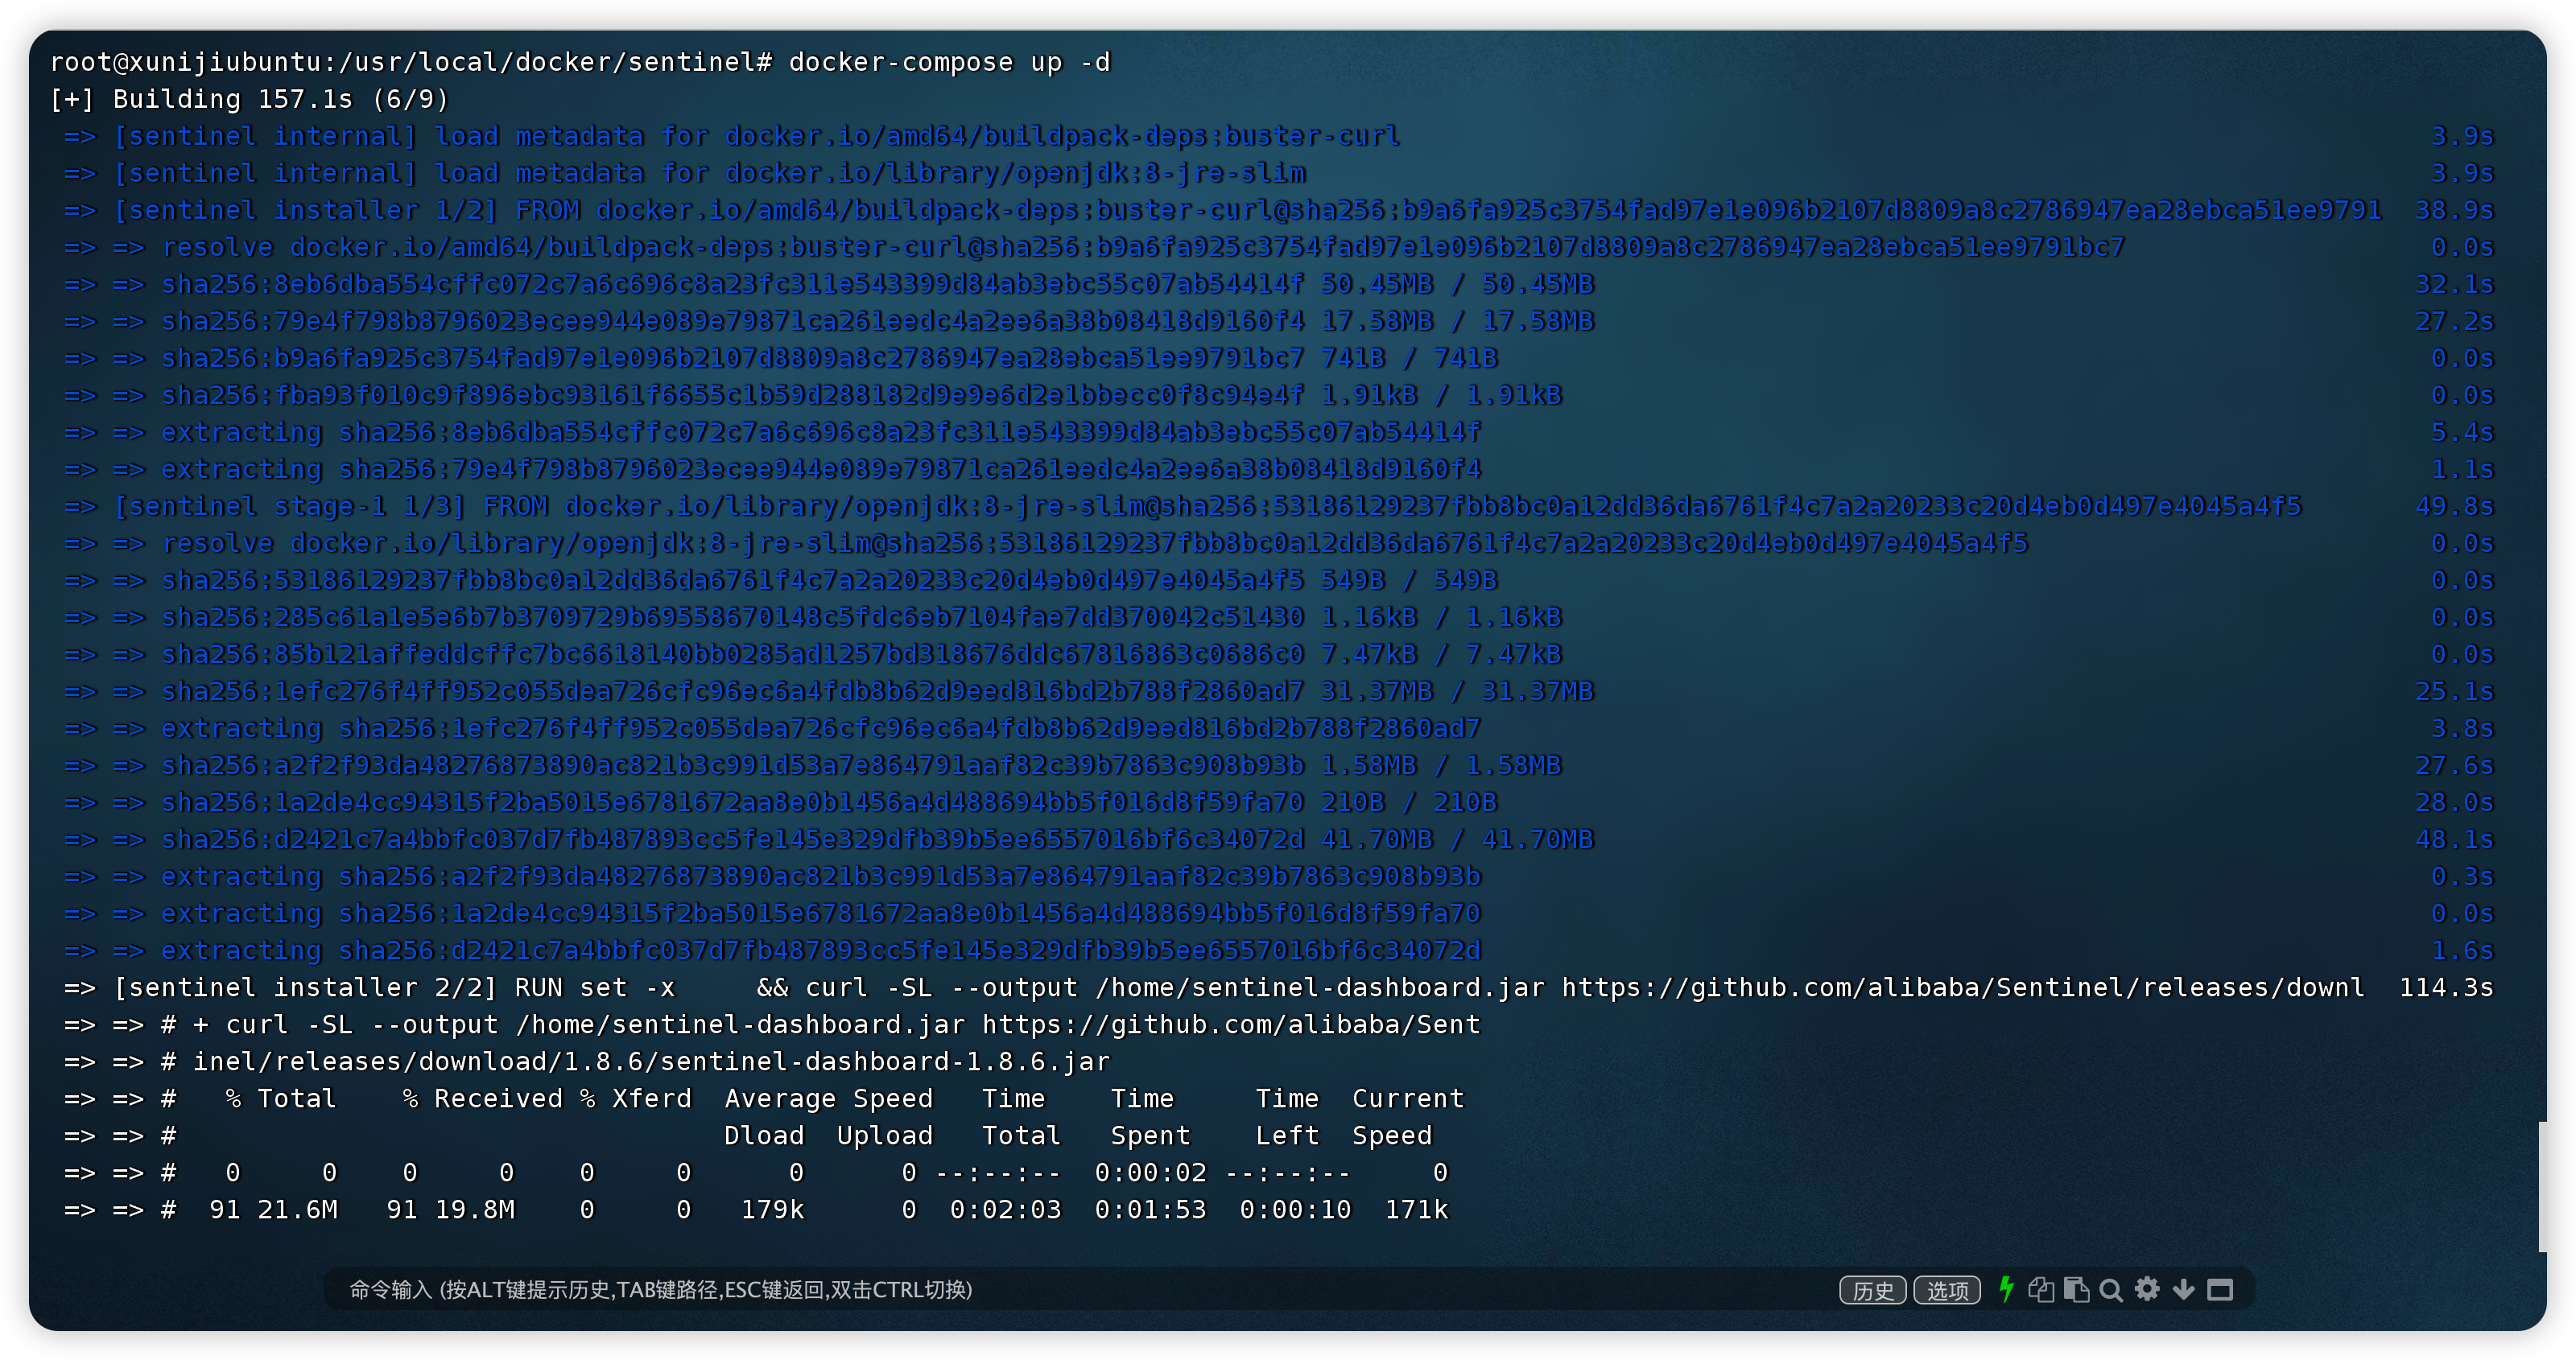 root@xunijiubuntu:/usr/local/docker/sentinel# docker-compose up -d
[+] Building 157.1s (6/9)
=> [sentinel internal] load metadata for docker.io/amd64/buildpack-deps:buster-curl 3.9s
=> [sentinel internal] load metadata for docker.io/library/openjdk:8-jre-slim 3.9s
=> [sentinel installer 1/2] FROM docker.io/amd64/buildpack-deps:buster-curl@sha256:b9a6fa925c3754fad97e1e096b2107d8809a8c2786947ea28ebca51ee9791 38.9s
=> => resolve docker.io/amd64/buildpack-deps:buster-curl@sha256:b9a6fa925c3754fad97e1e096b2107d8809a8c2786947ea28ebca51ee9791bc7 0.0s
=> => sha256:8eb6dba554cffc072c7a6c696c8a23fc311e543399d84ab3ebc55c07ab54414f 50.45MB / 50.45MB 32.1s
=> => sha256:79e4f798b8796023ecee944e089e79871ca261eedc4a2ee6a38b08418d9160f4 17.58MB / 17.58MB 27.2s
=> => sha256:b9a6fa925c3754fad97e1e096b2107d8809a8c2786947ea28ebca51ee9791bc7 741B / 741B 0.0s
=> => sha256:fba93f010c9f896ebc93161f6655c1b59d288182d9e9e6d2e1bbecc0f8c94e4f 1.91kB / 1.91kB 0.0s
=> => extracting sha256:8eb6dba554cffc072c7a6c696c8a23fc311e543399d84ab3ebc55c07ab54414f 5.4s
=> => extracting sha256:79e4f798b8796023ecee944e089e79871ca261eedc4a2ee6a38b08418d9160f4 1.1s
=> [sentinel stage-1 1/3] FROM docker.io/library/openjdk:8-jre-slim@sha256:53186129237fbb8bc0a12dd36da6761f4c7a2a20233c20d4eb0d497e4045a4f5 49.8s
=> => resolve docker.io/library/openjdk:8-jre-slim@sha256:53186129237fbb8bc0a12dd36da6761f4c7a2a20233c20d4eb0d497e4045a4f5 0.0s
=> => sha256:53186129237fbb8bc0a12dd36da6761f4c7a2a20233c20d4eb0d497e4045a4f5 549B / 549B 0.0s
=> => sha256:285c61a1e5e6b7b3709729b69558670148c5fdc6eb7104fae7dd370042c51430 1.16kB / 1.16kB 0.0s
=> => sha256:85b121affeddcffc7bc6618140bb0285ad1257bd318676ddc67816863c0686c0 7.47kB / 7.47kB 0.0s
=> => sha256:1efc276f4ff952c055dea726cfc96ec6a4fdb8b62d9eed816bd2b788f2860ad7 31.37MB / 31.37MB 25.1s
=> => extracting sha256:1efc276f4ff952c055dea726cfc96ec6a4fdb8b62d9eed816bd2b788f2860ad7 3.8s
=> => sha256:a2f2f93da48276873890ac821b3c991d53a7e864791aaf82c39b7863c908b93b 1.58MB / 1.58MB 27.6s
=> => sha256:1a2de4cc94315f2ba5015e6781672aa8e0b1456a4d488694bb5f016d8f59fa70 210B / 210B 28.0s
=> => sha256:d2421c7a4bbfc037d7fb487893cc5fe145e329dfb39b5ee6557016bf6c34072d 41.70MB / 41.70MB 48.1s
=> => extracting sha256:a2f2f93da48276873890ac821b3c991d53a7e864791aaf82c39b7863c908b93b 0.3s
=> => extracting sha256:1a2de4cc94315f2ba5015e6781672aa8e0b1456a4d488694bb5f016d8f59fa70 0.0s
=> => extracting sha256:d2421c7a4bbfc037d7fb487893cc5fe145e329dfb39b5ee6557016bf6c34072d 1.6s
=> [sentinel installer 2/2] RUN set -x     && curl -SL --output /home/sentinel-dashboard.jar https://github.com/alibaba/Sentinel/releases/downl 114.3s
=> => # + curl -SL --output /home/sentinel-dashboard.jar https://github.com/alibaba/Sent
=> => # inel/releases/download/1.8.6/sentinel-dashboard-1.8.6.jar
=> => #   % Total    % Received % Xferd  Average Speed   Time    Time     Time  Current
=> => #                                  Dload  Upload   Total   Spent    Left  Speed
=> => #   0     0    0     0    0     0      0      0 --:--:--  0:00:02 --:--:--     0
=> => #  91 21.6M   91 19.8M    0     0   179k      0  0:02:03  0:01:53  0:00:10  171k
命令输入 (按ALT键提示历史,TAB键路径,ESC键返回,双击CTRL切换) 历史 选项